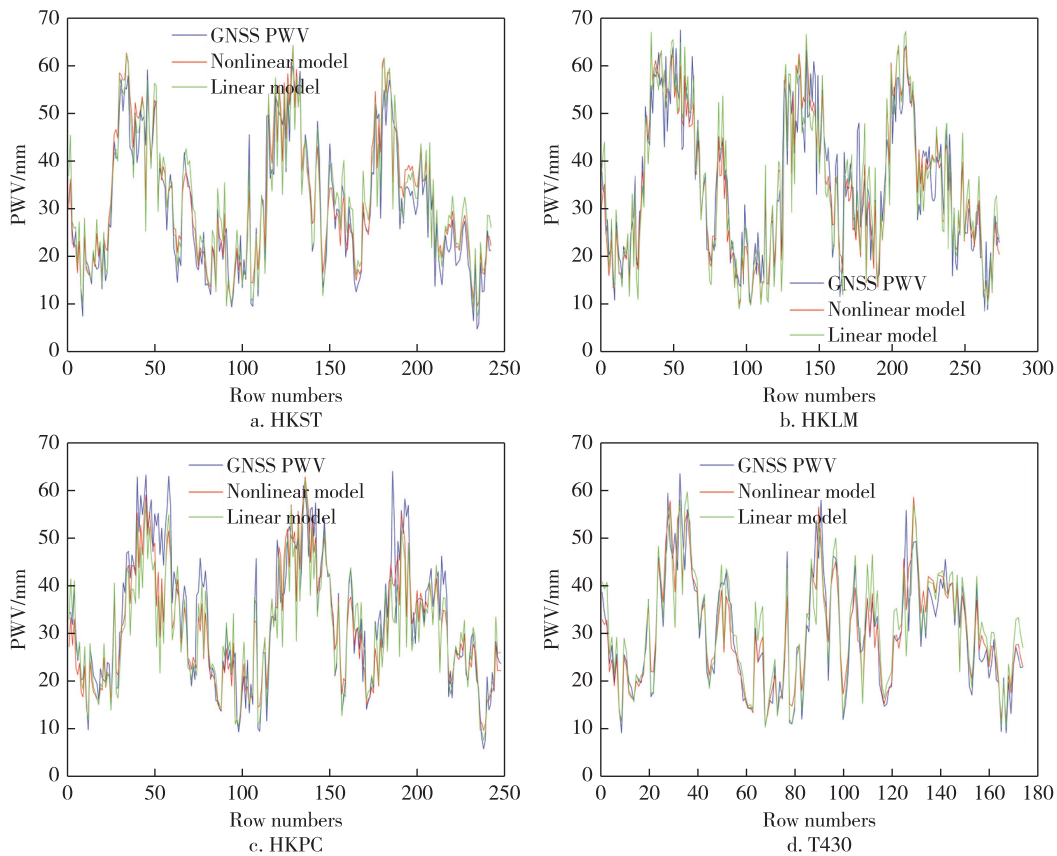 70
60
50
40
30
20
10
0
PWV/mm
GNSS PWV
Nonlinear model
Linear model
0 50 100 150 200 250
Row numbers
a. HKST
70
60
50
40
30
20
10
0
PWV/mm
GNSS PWV
Nonlinear model
Linear model
0 50 100 150 200 250 300
Row numbers
b. HKLM
70
60
50
40
30
20
10
0
PWV/mm
GNSS PWV
Nonlinear model
Linear model
0 50 100 150 200 250
Row numbers
c. HKPC
70
60
50
40
30
20
10
0
PWV/mm
GNSS PWV
Nonlinear model
Linear model
0 20 40 60 80 100 120 140 160 180
Row numbers
d. T430